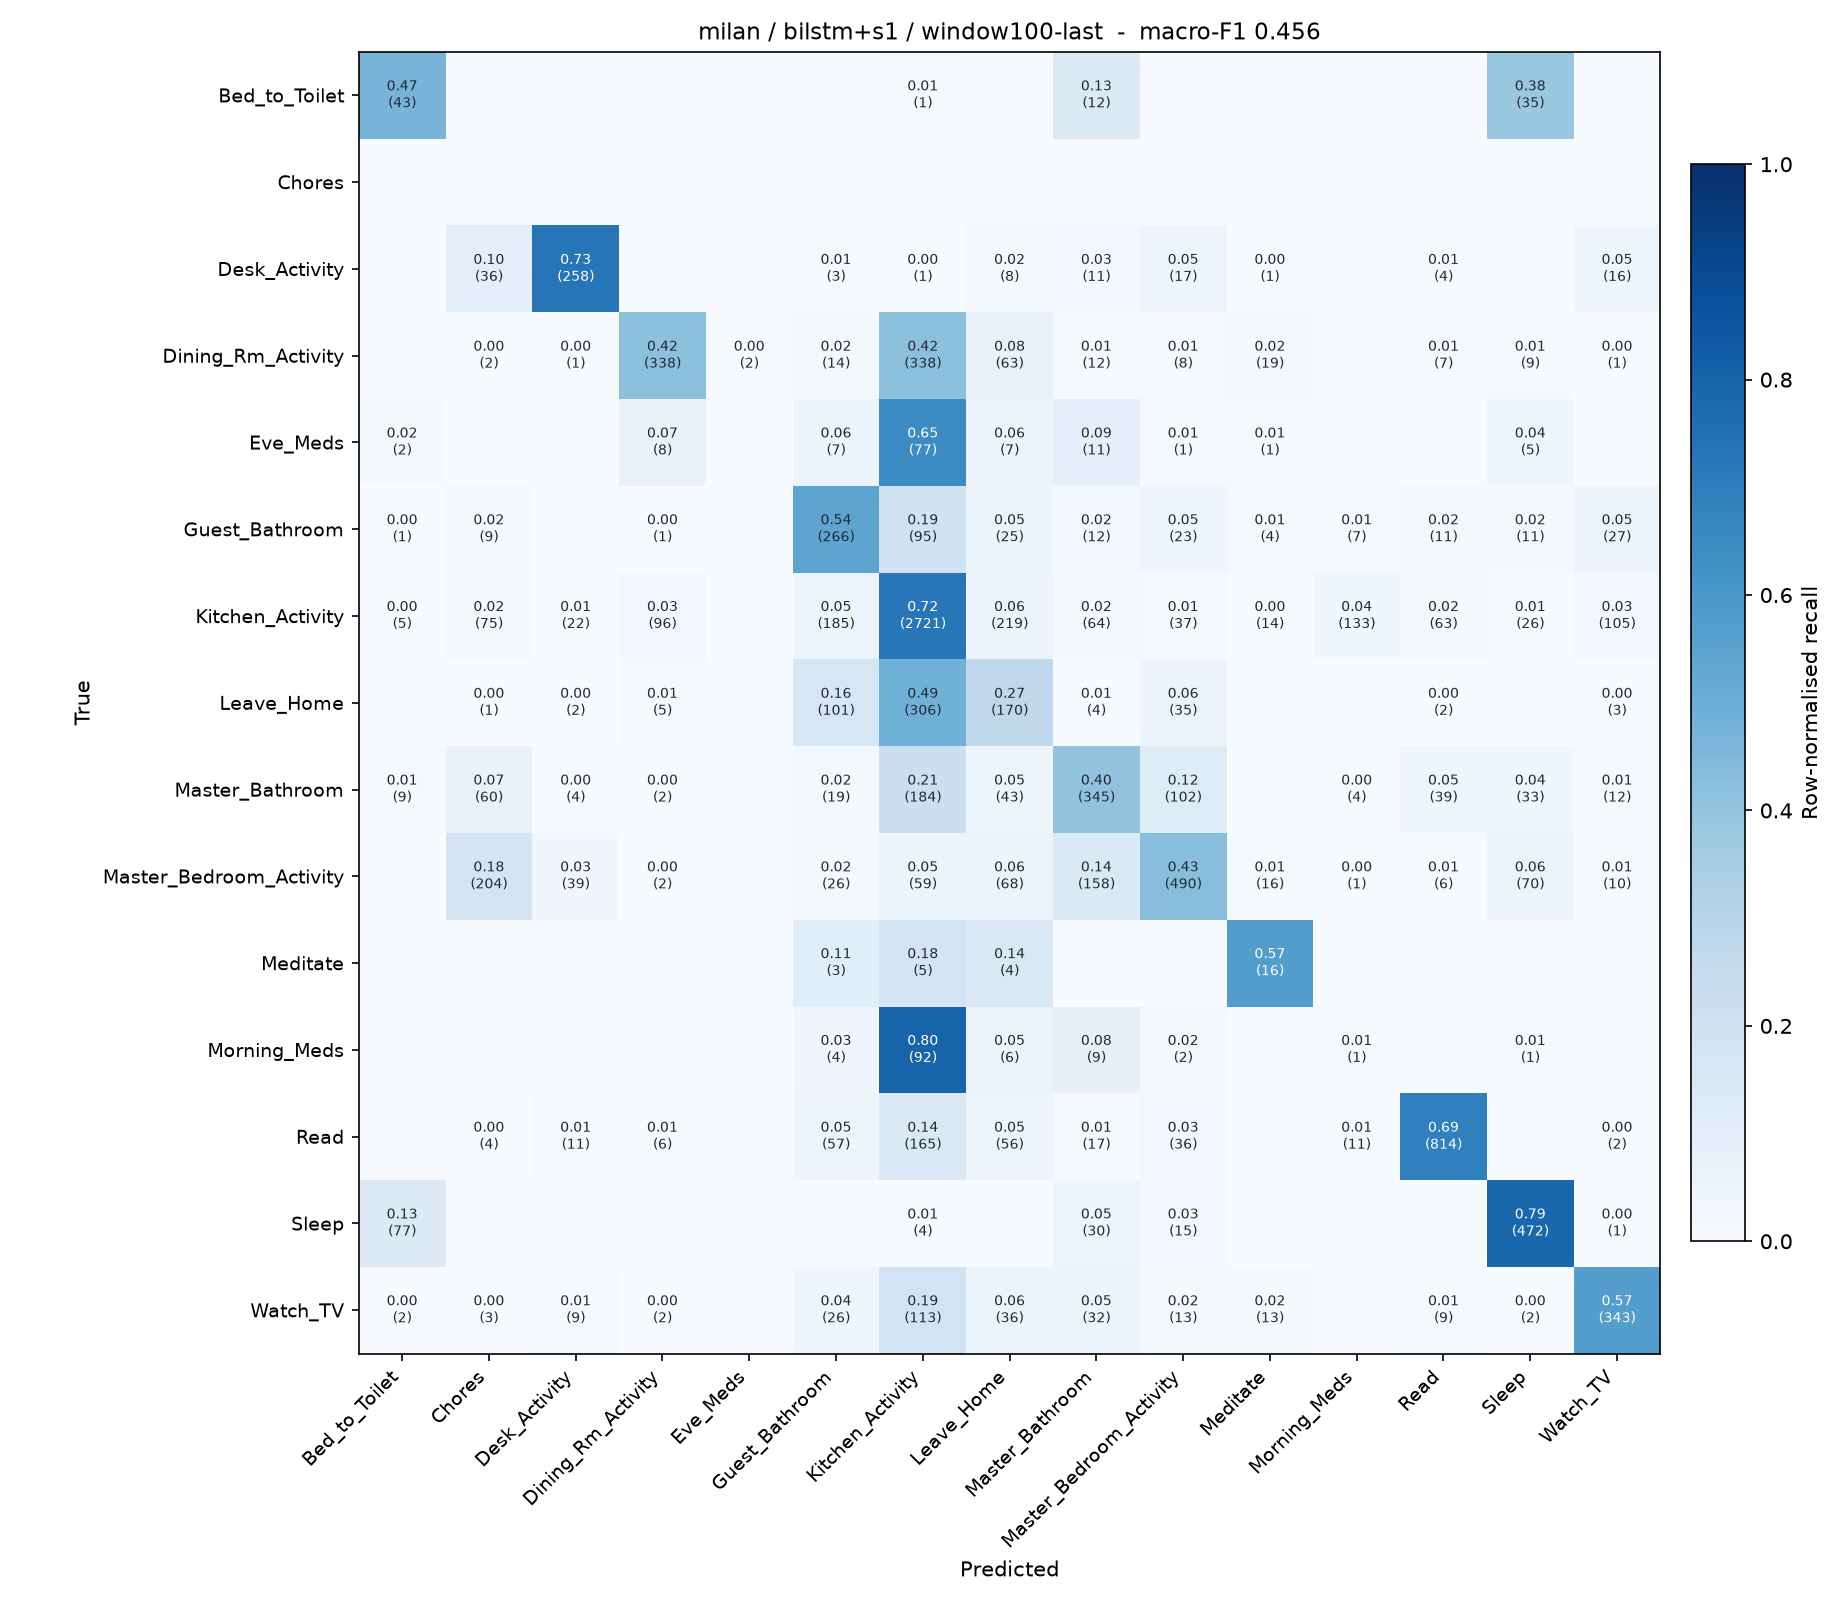 milan / bilstm+s1 / window100-last - macro-F1 0.456
Bed_to_Toilet
0.47 0.01 0.13 0.38
(43) (1) (12) (35)
Chores
Desk_Activity
0.10 0.73 0.01 0.00 0.02 0.03 0.05 0.00 0.01 0.05
(36) (258) (3) (1) (8) (11) (17) (1) (4) (16)
Dining_Rm_Activity
0.00 0.00 0.42 0.00 0.02 0.42 0.08 0.01 0.01 0.02 0.01 0.01 0.00
(2) (1) (338) (2) (14) (338) (63) (12) (8) (19) (7) (9) (1)
Eve_Meds
0.02 0.07 0.06 0.65 0.06 0.09 0.01 0.01 0.04
(2) (8) (7) (77) (7) (11) (1) (1) (5)
Guest_Bathroom
0.00 0.02 0.00 0.54 0.19 0.05 0.02 0.05 0.01 0.01 0.02 0.02 0.05
(1) (9) (1) (266) (95) (25) (12) (23) (4) (7) (11) (11) (27)
Kitchen_Activity
0.00 0.02 0.01 0.03 0.05 0.72 0.06 0.02 0.01 0.00 0.04 0.02 0.01 0.03
(5) (75) (22) (96) (185) (2721) (219) (64) (37) (14) (133) (63) (26) (105)
Leave_Home
0.00 0.00 0.01 0.16 0.49 0.27 0.01 0.06 0.00 0.00
(1) (2) (5) (101) (306) (170) (4) (35) (2) (3)
Master_Bathroom
0.01 0.07 0.00 0.00 0.02 0.21 0.05 0.40 0.12 0.00 0.05 0.04 0.01
(9) (60) (4) (2) (19) (184) (43) (345) (102) (4) (39) (33) (12)
Master_Bedroom_Activity
0.18 0.03 0.00 0.02 0.05 0.06 0.14 0.43 0.01 0.00 0.01 0.06 0.01
(204) (39) (2) (26) (59) (68) (158) (490) (16) (1) (6) (70) (10)
Meditate
0.11 0.18 0.14 0.57
(3) (5) (4) (16)
Morning_Meds
0.03 0.80 0.05 0.08 0.02 0.01 0.01
(4) (92) (6) (9) (2) (1) (1)
Read
0.00 0.01 0.01 0.05 0.14 0.05 0.01 0.03 0.01 0.69 0.00
(4) (11) (6) (57) (165) (56) (17) (36) (11) (814) (2)
Sleep
0.13 0.01 0.05 0.03 0.79 0.00
(77) (4) (30) (15) (472) (1)
Watch_TV
0.00 0.00 0.01 0.00 0.04 0.19 0.06 0.05 0.02 0.02 0.01 0.00 0.57
(2) (3) (9) (2) (26) (113) (36) (32) (13) (13) (9) (2) (343)
True
Bed_to_Toilet
Chores
Desk_Activity
Dining_Rm_Activity
Eve_Meds
Guest_Bathroom
Kitchen_Activity
Leave_Home
Master_Bathroom
Master_Bedroom_Activity
Meditate
Morning_Meds
Read
Sleep
Watch_TV
Predicted
1.0
0.8
0.6
0.4
0.2
0.0
Row-normalised recall